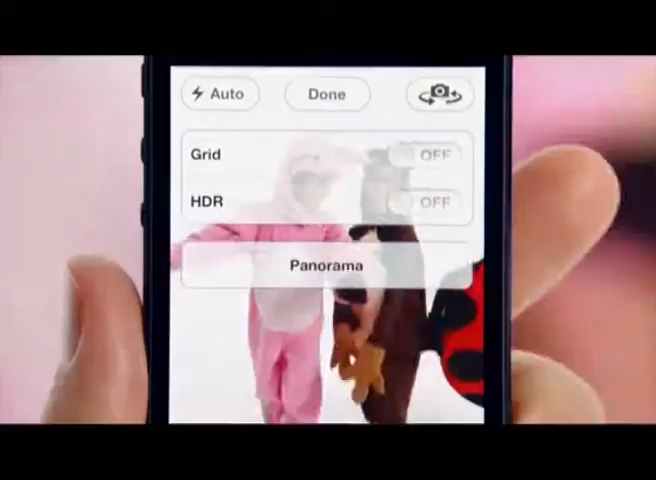 Auto
Done
Grid
OFF
HDR
OFF
Panorama